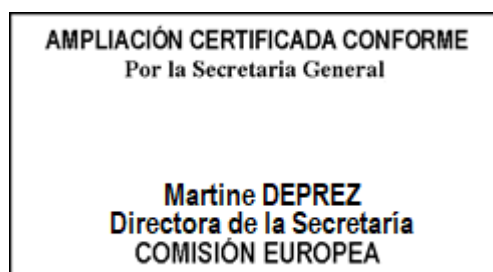 AMPLIACIÓN CERTIFICADA CONFORME
Por la Secretaria General
Martine DEPREZ
Directora de la Secretaría
COMISIÓN EUROPEA